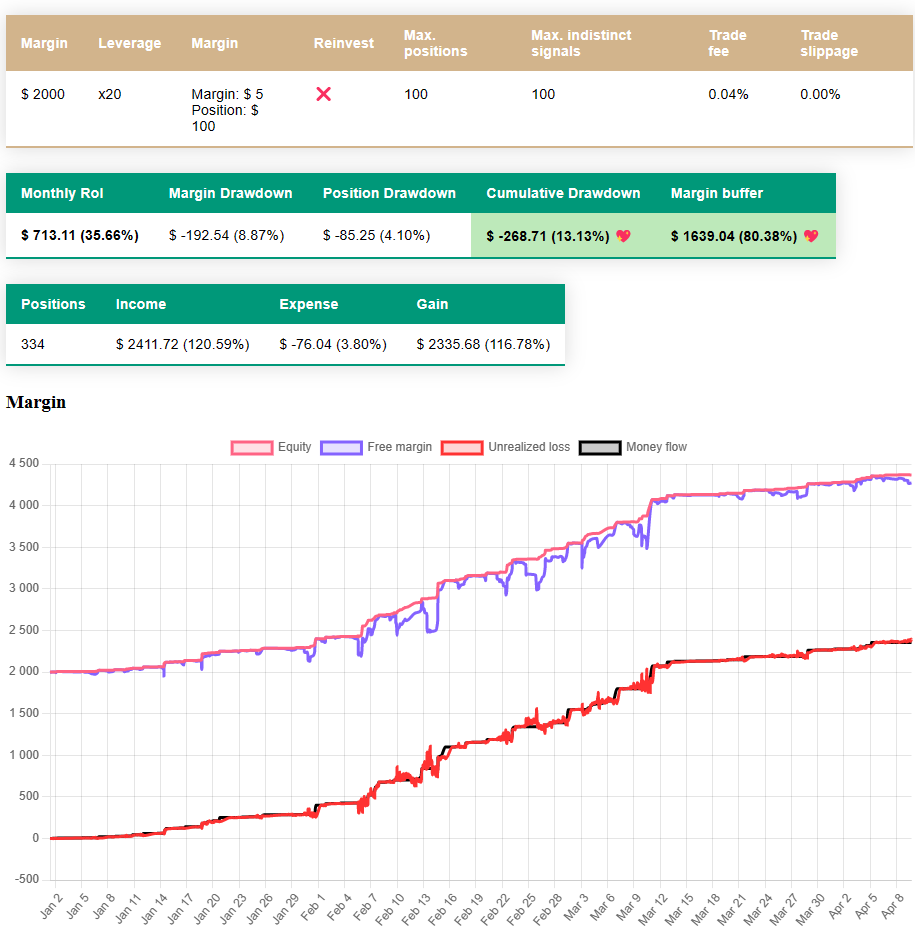 Margin Leverage Margin Reinvest Max. positions Max. indistinct signals Trade fee Trade slippage
$ 2000 x20 Margin: $ 5 Position: $ 100 ❌ 100 100 0.04% 0.00%
Monthly RoI Margin Drawdown Position Drawdown Cumulative Drawdown Margin buffer
$ 713.11 (35.66%) $ -192.54 (8.87%) $ -85.25 (4.10%) $ -268.71 (13.13%) 💖 $ 1639.04 (80.38%) 💖
Positions Income Expense Gain
334 $ 2411.72 (120.59%) $ -76.04 (3.80%) $ 2335.68 (116.78%)
Margin
Equity Free margin Unrealized loss Money flow
4 500
4 000
3 500
3 000
2 500
2 000
1 500
1 000
500
0
-500
Jan 2 Jan 5 Jan 8 Jan 11 Jan 14 Jan 17 Jan 20 Jan 23 Jan 26 Jan 29 Feb 1 Feb 4 Feb 7 Feb 10 Feb 13 Feb 16 Feb 19 Feb 22 Feb 25 Feb 28 Mar 3 Mar 6 Mar 9 Mar 12 Mar 15 Mar 18 Mar 21 Mar 24 Mar 27 Mar 30 Apr 2 Apr 5 Apr 8